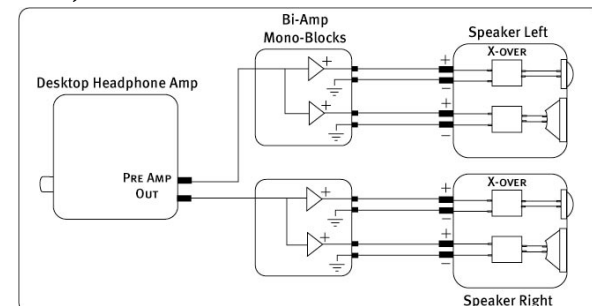 Bi-Amp
Mono-Blocks
Speaker Left
X-over
Desktop Headphone Amp
+
+
−
+
+
−
Pre Amp
Out
X-over
+
+
−
+
+
−
Speaker Right